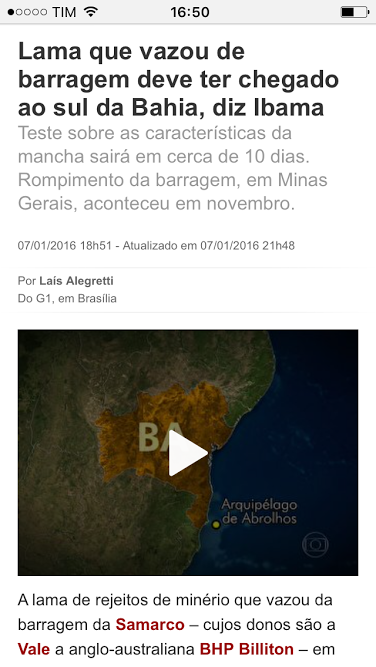 TIM 16:50
Lama que vazou de
barragem deve ter chegado
ao sul da Bahia, diz Ibama
Teste sobre as características da
mancha sairá em cerca de 10 dias.
Rompimento da barragem, em Minas
Gerais, aconteceu em novembro.
07/01/2016 18h51 - Atualizado em 07/01/2016 21h48
Por Laís Alegretti
Do G1, em Brasília
BA
Arquipélago
de Abrolhos
A lama de rejeitos de minério que vazou da
barragem da Samarco – cujos donos são a
Vale a anglo-australiana BHP Billiton – em